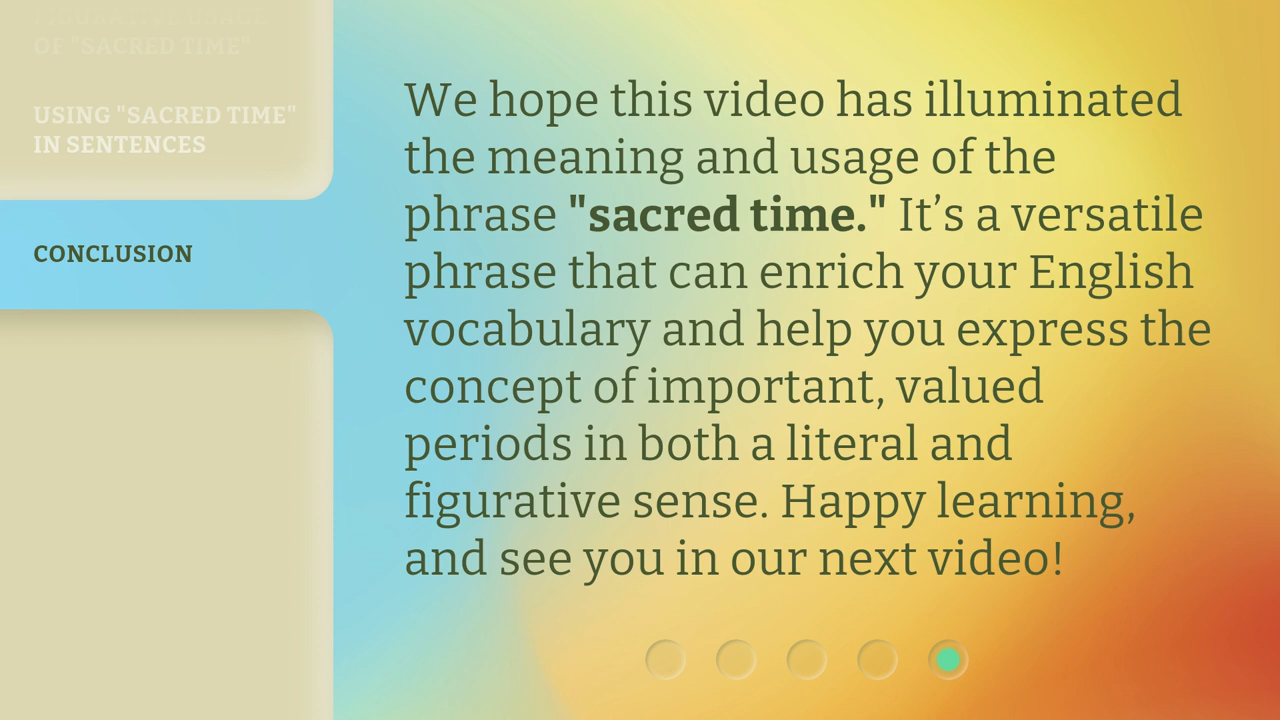 OF "SACRED TIME"
USING "SACRED TIME"
IN SENTENCES
CONCLUSION
We hope this video has illuminated
the meaning and usage of the
phrase "sacred time." It’s a versatile
phrase that can enrich your English
vocabulary and help you express the
concept of important, valued
periods in both a literal and
figurative sense. Happy learning,
and see you in our next video!